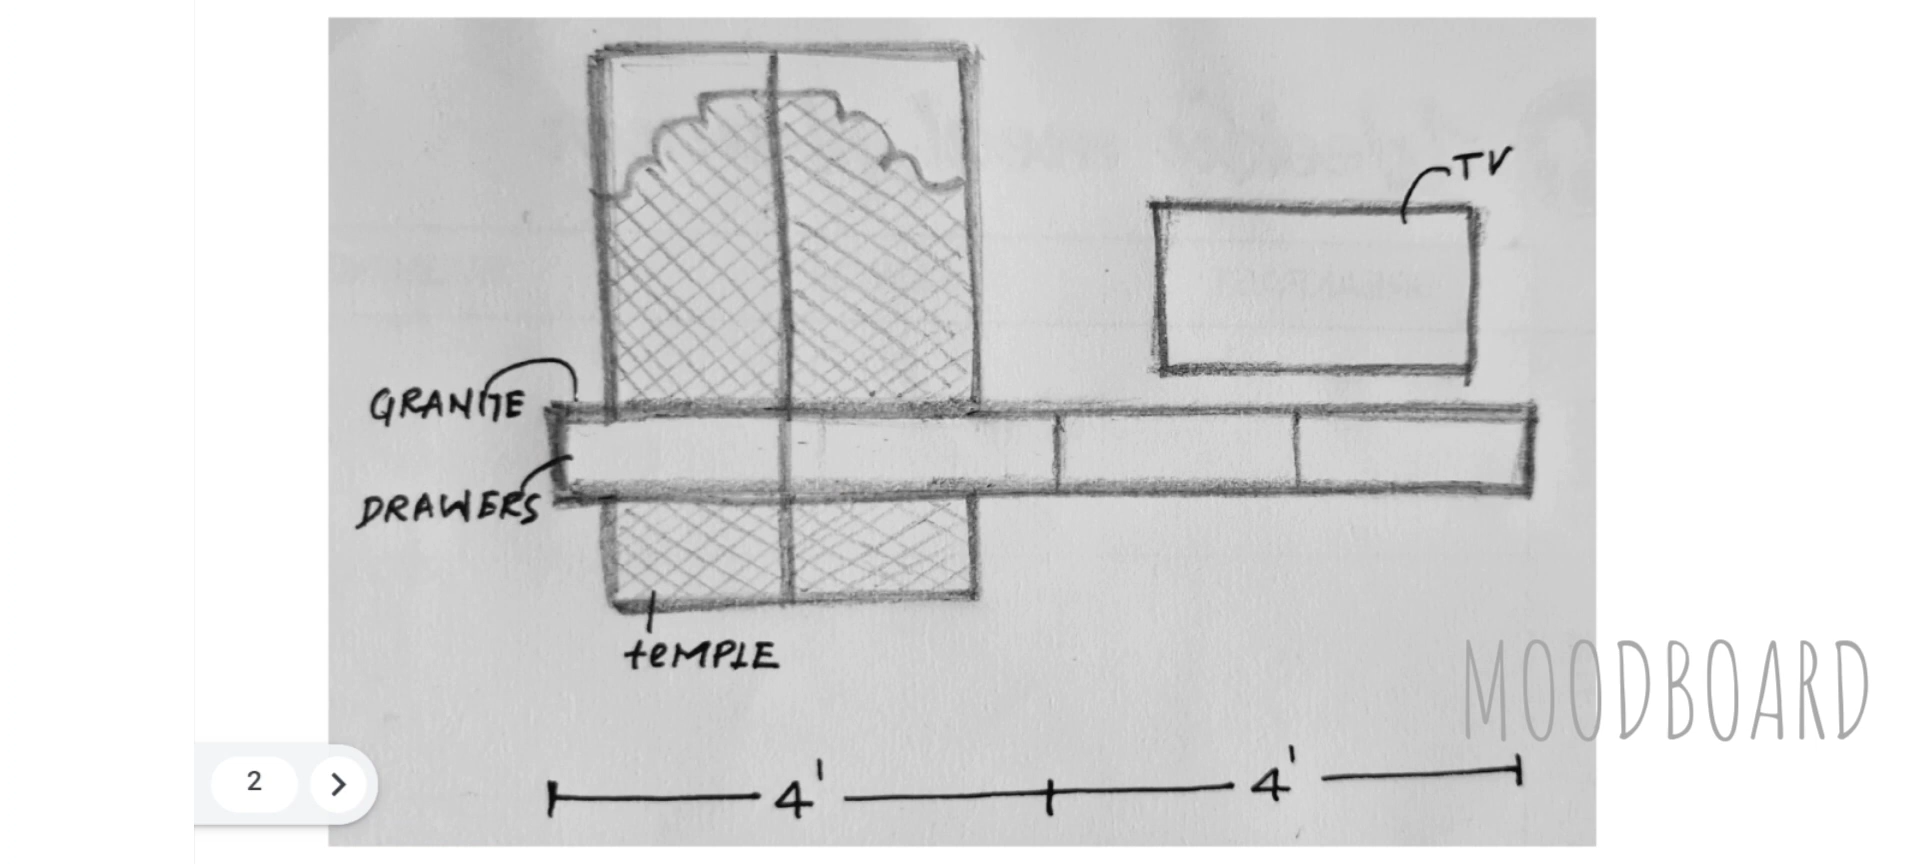 TV
GRANITE
DRAWERS
teMPLE
MOODBOARD
2
4' 4'